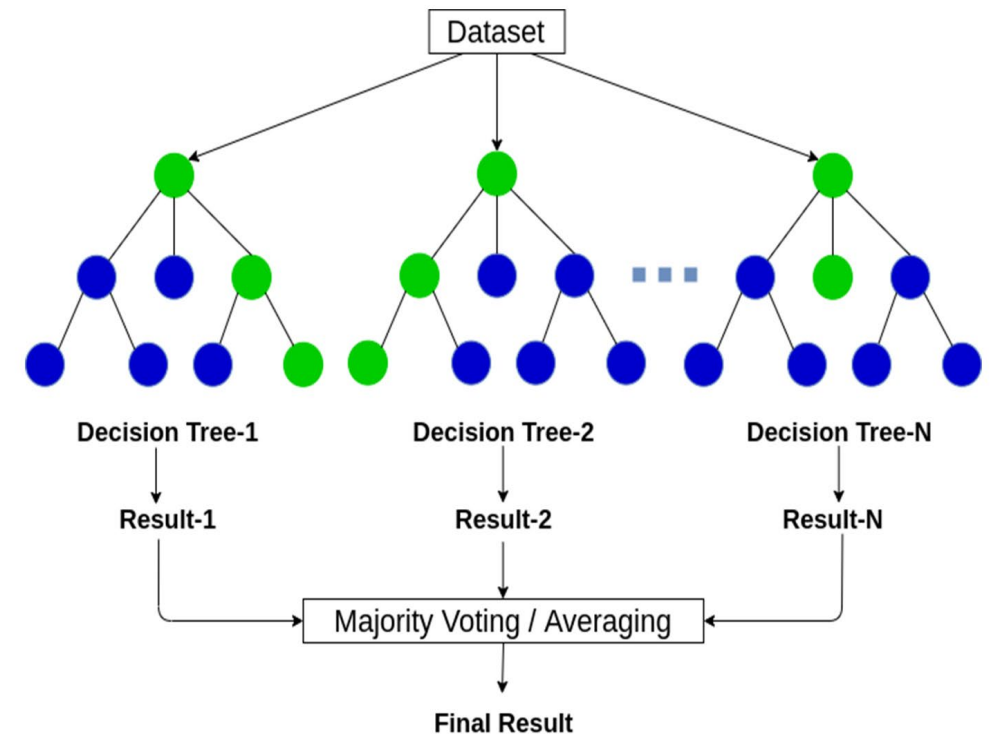 Dataset
Decision Tree-1
Decision Tree-2
Decision Tree-N
Result-1
Result-2
Result-N
Majority Voting / Averaging
Final Result